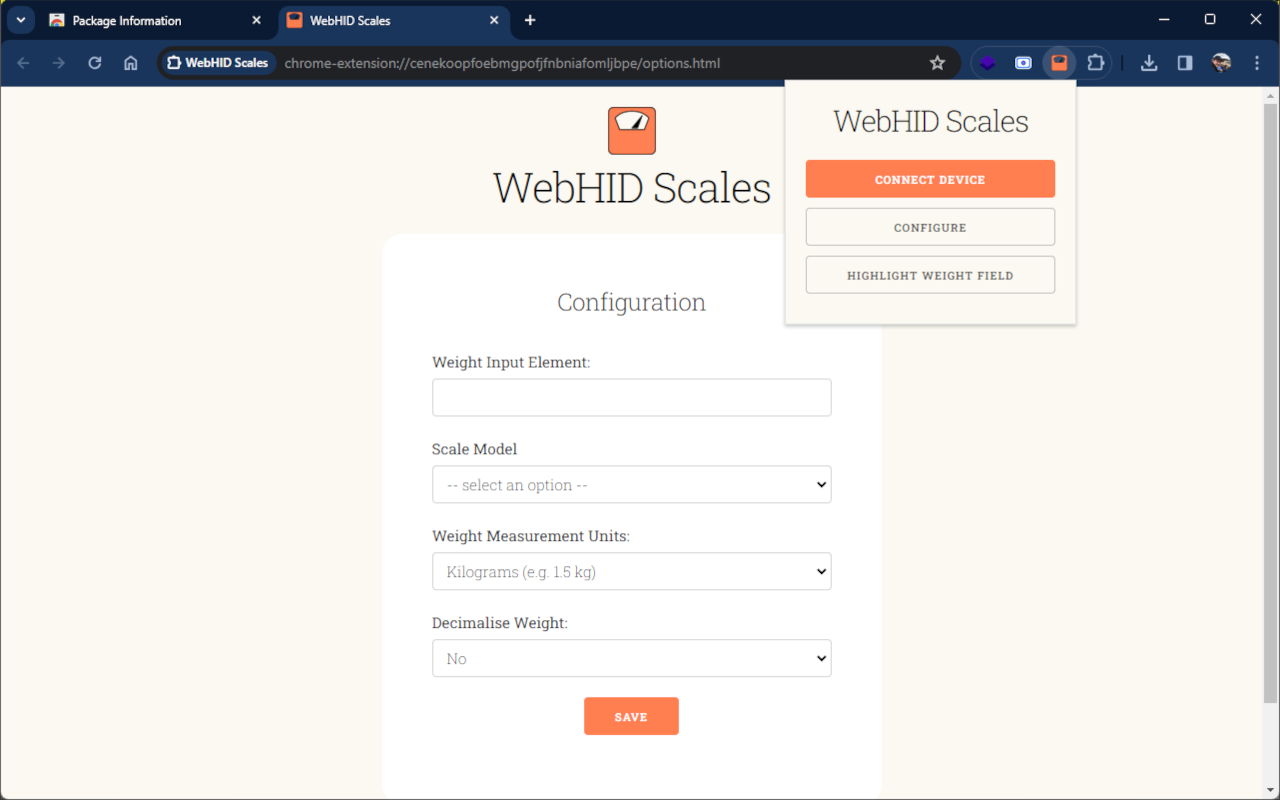 Package Information
WebHID Scales
WebHID Scales
chrome-extension://cenekoopfoebmgpofjfnbniafomljbpe/options.html
WebHID Scales
CONNECT DEVICE
CONFIGURE
HIGHLIGHT WEIGHT FIELD
WebHID Scales
Configuration
Weight Input Element:
Scale Model
-- select an option --
Weight Measurement Units:
Kilograms (e.g. 1.5 kg)
Decimalise Weight:
No
SAVE